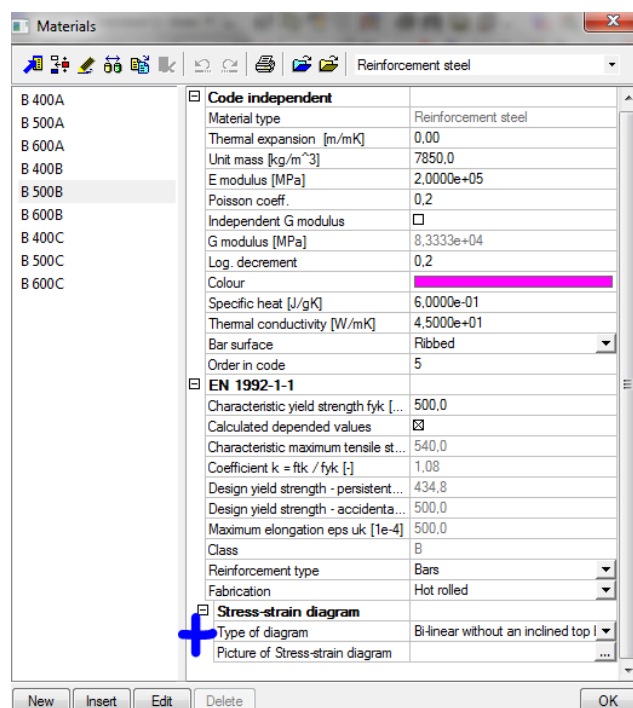 Materials
Reinforcement steel
B 400A
B 500A
B 600A
B 400B
B 500B
B 600B
B 400C
B 500C
B 600C
Code independent
Material type Reinforcement steel
Thermal expansion [m/mK] 0,00
Unit mass [kg/m^3] 7850,0
E modulus [MPa] 2,0000e+05
Poisson coeff. 0,2
Independent G modulus
G modulus [MPa] 8,3333e+04
Log. decrement 0,2
Colour
Specific heat [J/gK] 6,0000e-01
Thermal conductivity [W/mK] 4,5000e+01
Bar surface Ribbed
Order in code 5
EN 1992-1-1
Characteristic yield strength fyk [... 500,0
Calculated depended values
Characteristic maximum tensile st... 540,0
Coefficient k = ftk / fyk [-] 1,08
Design yield strength - persistent... 434,8
Design yield strength - accidenta... 500,0
Maximum elongation eps uk [1e-4] 500,0
Class B
Reinforcement type Bars
Fabrication Hot rolled
Stress-strain diagram
Type of diagram Bi-linear without an inclined top
Picture of Stress-strain diagram ...
New Insert Edit Delete OK